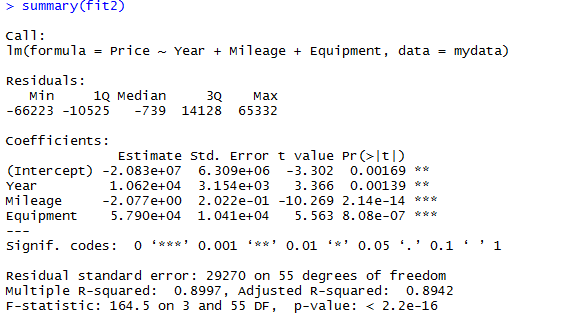 > summary(fit2)
Call:
lm(formula = Price ~ Year + Mileage + Equipment, data = mydata)
Residuals:
   Min     1Q Median     3Q    Max
-66223 -10525   -739  14128  65332
Coefficients:
              Estimate Std. Error t value Pr(>|t|)
(Intercept) -2.083e+07  6.309e+06  -3.302  0.00169 **
Year         1.062e+04  3.154e+03   3.366  0.00139 **
Mileage     -2.077e+00  2.022e-01 -10.269 2.14e-14 ***
Equipment    5.790e+04  1.041e+04   5.563 8.08e-07 ***
---
Signif. codes:  0 ‘***’ 0.001 ‘**’ 0.01 ‘*’ 0.05 ‘.’ 0.1 ‘ ’ 1
Residual standard error: 29270 on 55 degrees of freedom
Multiple R-squared:  0.8997, Adjusted R-squared:  0.8942
F-statistic: 164.5 on 3 and 55 DF,  p-value: < 2.2e-16